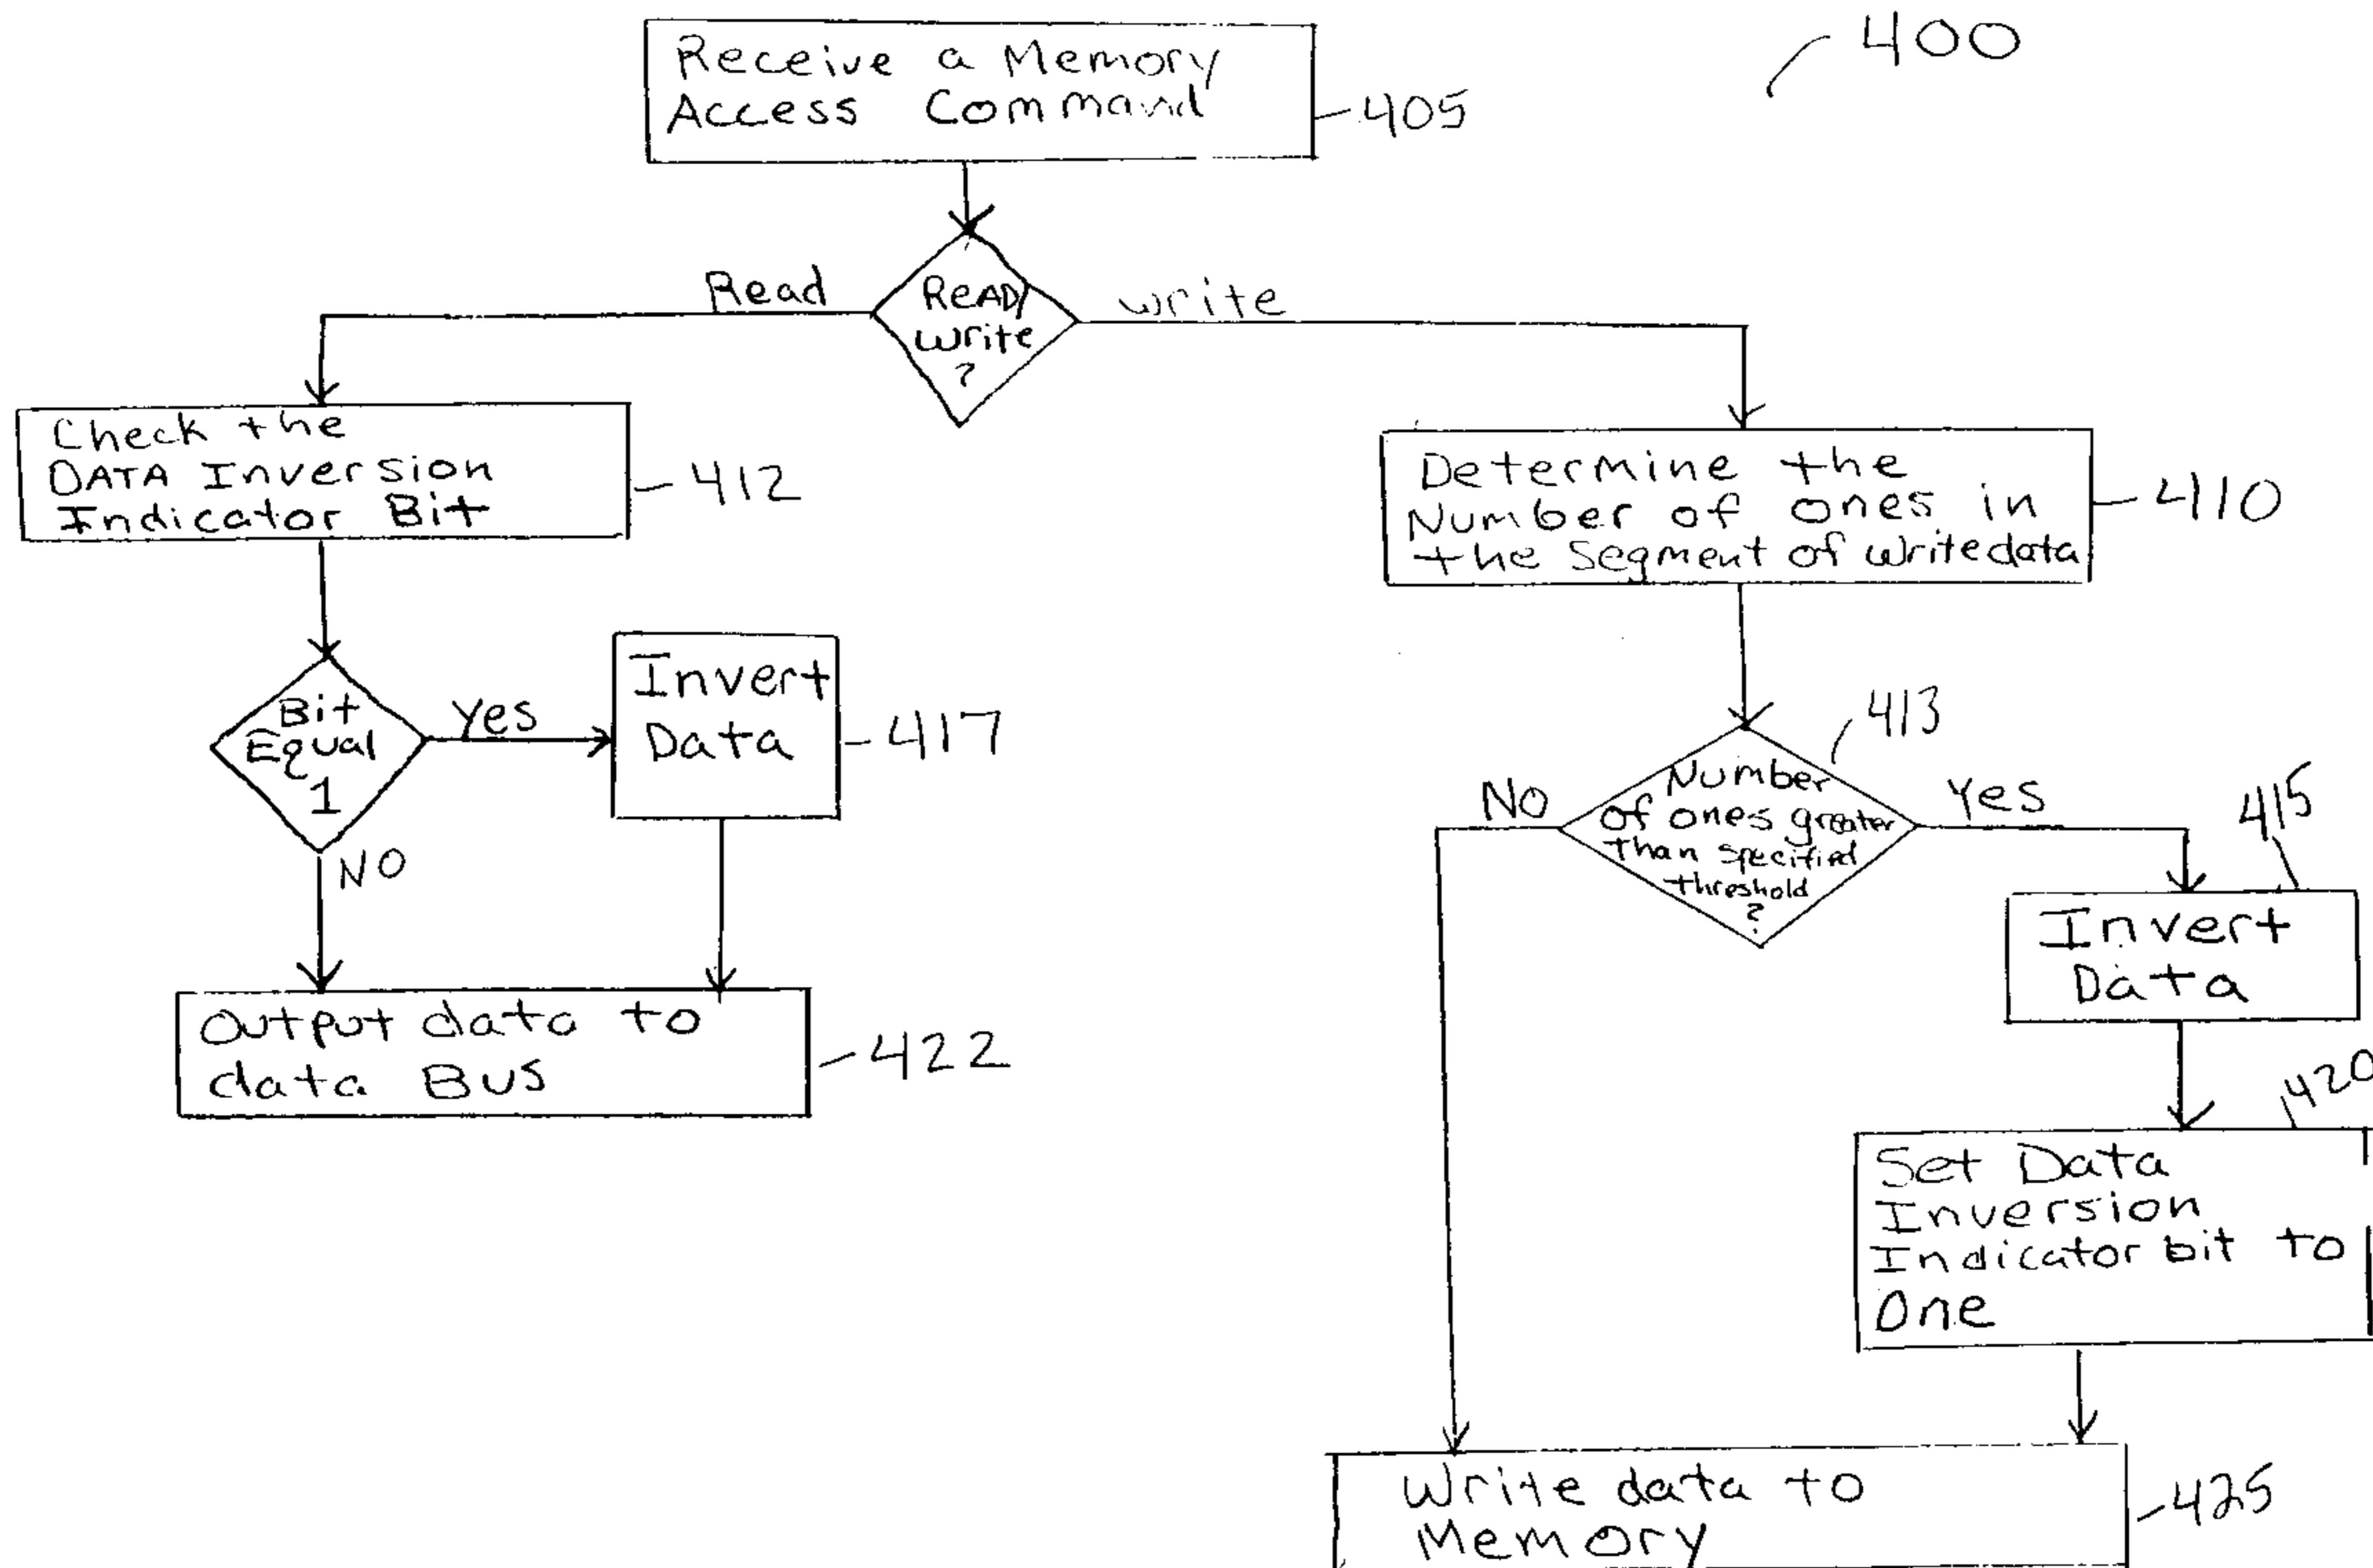 400
Receive a Memory
Access Command
405
Read
READ/
write
?
write
Check the
DATA Inversion
Indicator Bit
412
Determine the
Number of ones in
the segment of writedata
410
Bit
Equal
1
Yes
NO
Invert
Data
417
413
Number
of ones greater
than specified
threshold
?
NO
Yes
415
Invert
Data
Output data to
data Bus
422
420
Set Data
Inversion
Indicator bit to
One
Write data to
Memory
425